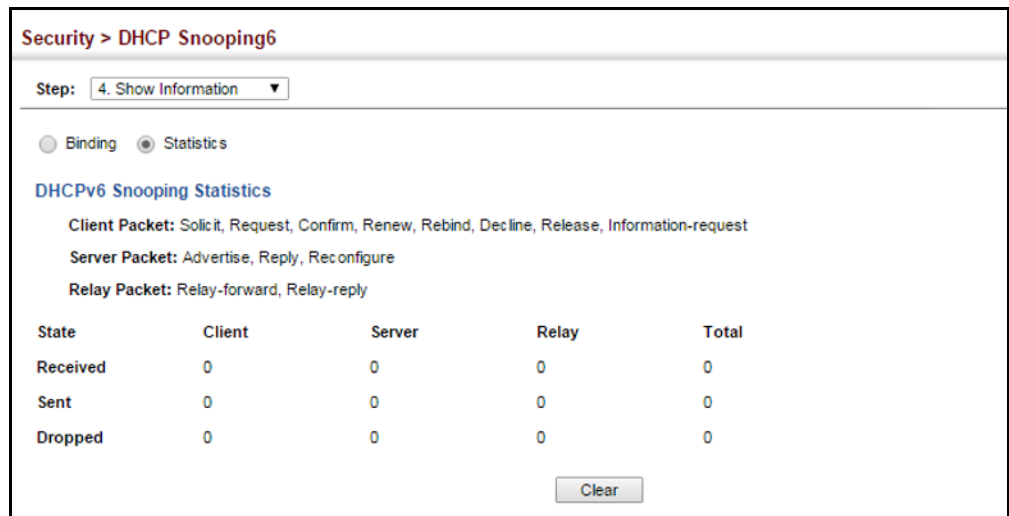 Security > DHCP Snooping6
Step: 4. Show Information
Binding Statistics
DHCPv6 Snooping Statistics
Client Packet: Solicit, Request, Confirm, Renew, Rebind, Decline, Release, Information-request
Server Packet: Advertise, Reply, Reconfigure
Relay Packet: Relay-forward, Relay-reply
State Client Server Relay Total
Received 0 0 0 0
Sent 0 0 0 0
Dropped 0 0 0 0
Clear